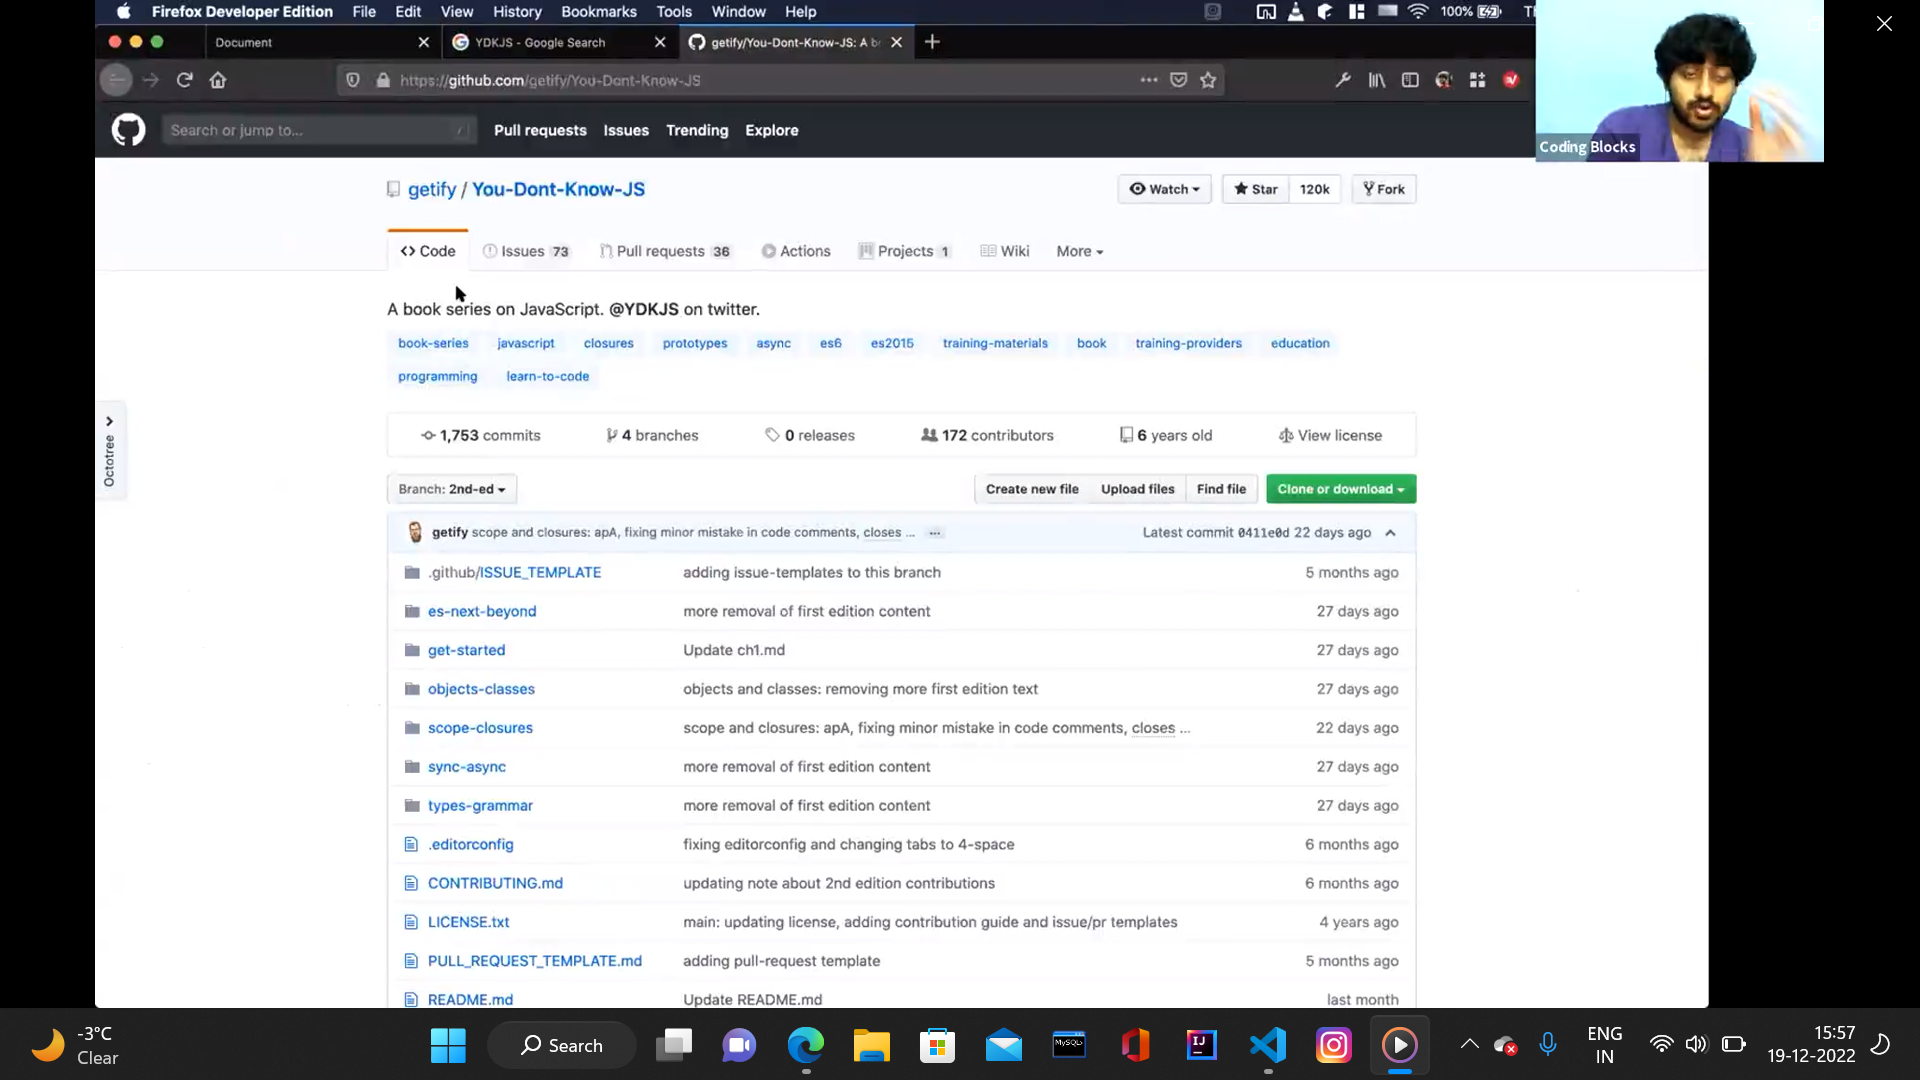 Firefox Developer Edition File Edit View History Bookmarks Tools Window Help 100%
Document YDKJS - Google Search getify/You-Dont-Know-JS: A b
https://github.com/getify/You-Dont-Know-JS
Search or jump to... / Pull requests Issues Trending Explore
Coding Blocks
getify / You-Dont-Know-JS Watch Star 120k Fork
Code Issues 73 Pull requests 36 Actions Projects 1 Wiki More
A book series on JavaScript. @YDKJS on twitter.
book-series javascript closures prototypes async es6 es2015 training-materials book training-providers education
programming learn-to-code
Octotree
1,753 commits 4 branches 0 releases 172 contributors 6 years old View license
Branch: 2nd-ed Create new file Upload files Find file Clone or download
getify scope and closures: apA, fixing minor mistake in code comments, closes ... ... Latest commit 0411e0d 22 days ago
.github/ISSUE_TEMPLATE adding issue-templates to this branch 5 months ago
es-next-beyond more removal of first edition content 27 days ago
get-started Update ch1.md 27 days ago
objects-classes objects and classes: removing more first edition text 27 days ago
scope-closures scope and closures: apA, fixing minor mistake in code comments, closes ... 22 days ago
sync-async more removal of first edition content 27 days ago
types-grammar more removal of first edition content 27 days ago
.editorconfig fixing editorconfig and changing tabs to 4-space 6 months ago
CONTRIBUTING.md updating note about 2nd edition contributions 6 months ago
LICENSE.txt main: updating license, adding contribution guide and issue/pr templates 4 years ago
PULL_REQUEST_TEMPLATE.md adding pull-request template 5 months ago
README.md Update README.md last month
-3°C
Clear
Search
MySQL
IJ
ENG
IN
15:57
19-12-2022